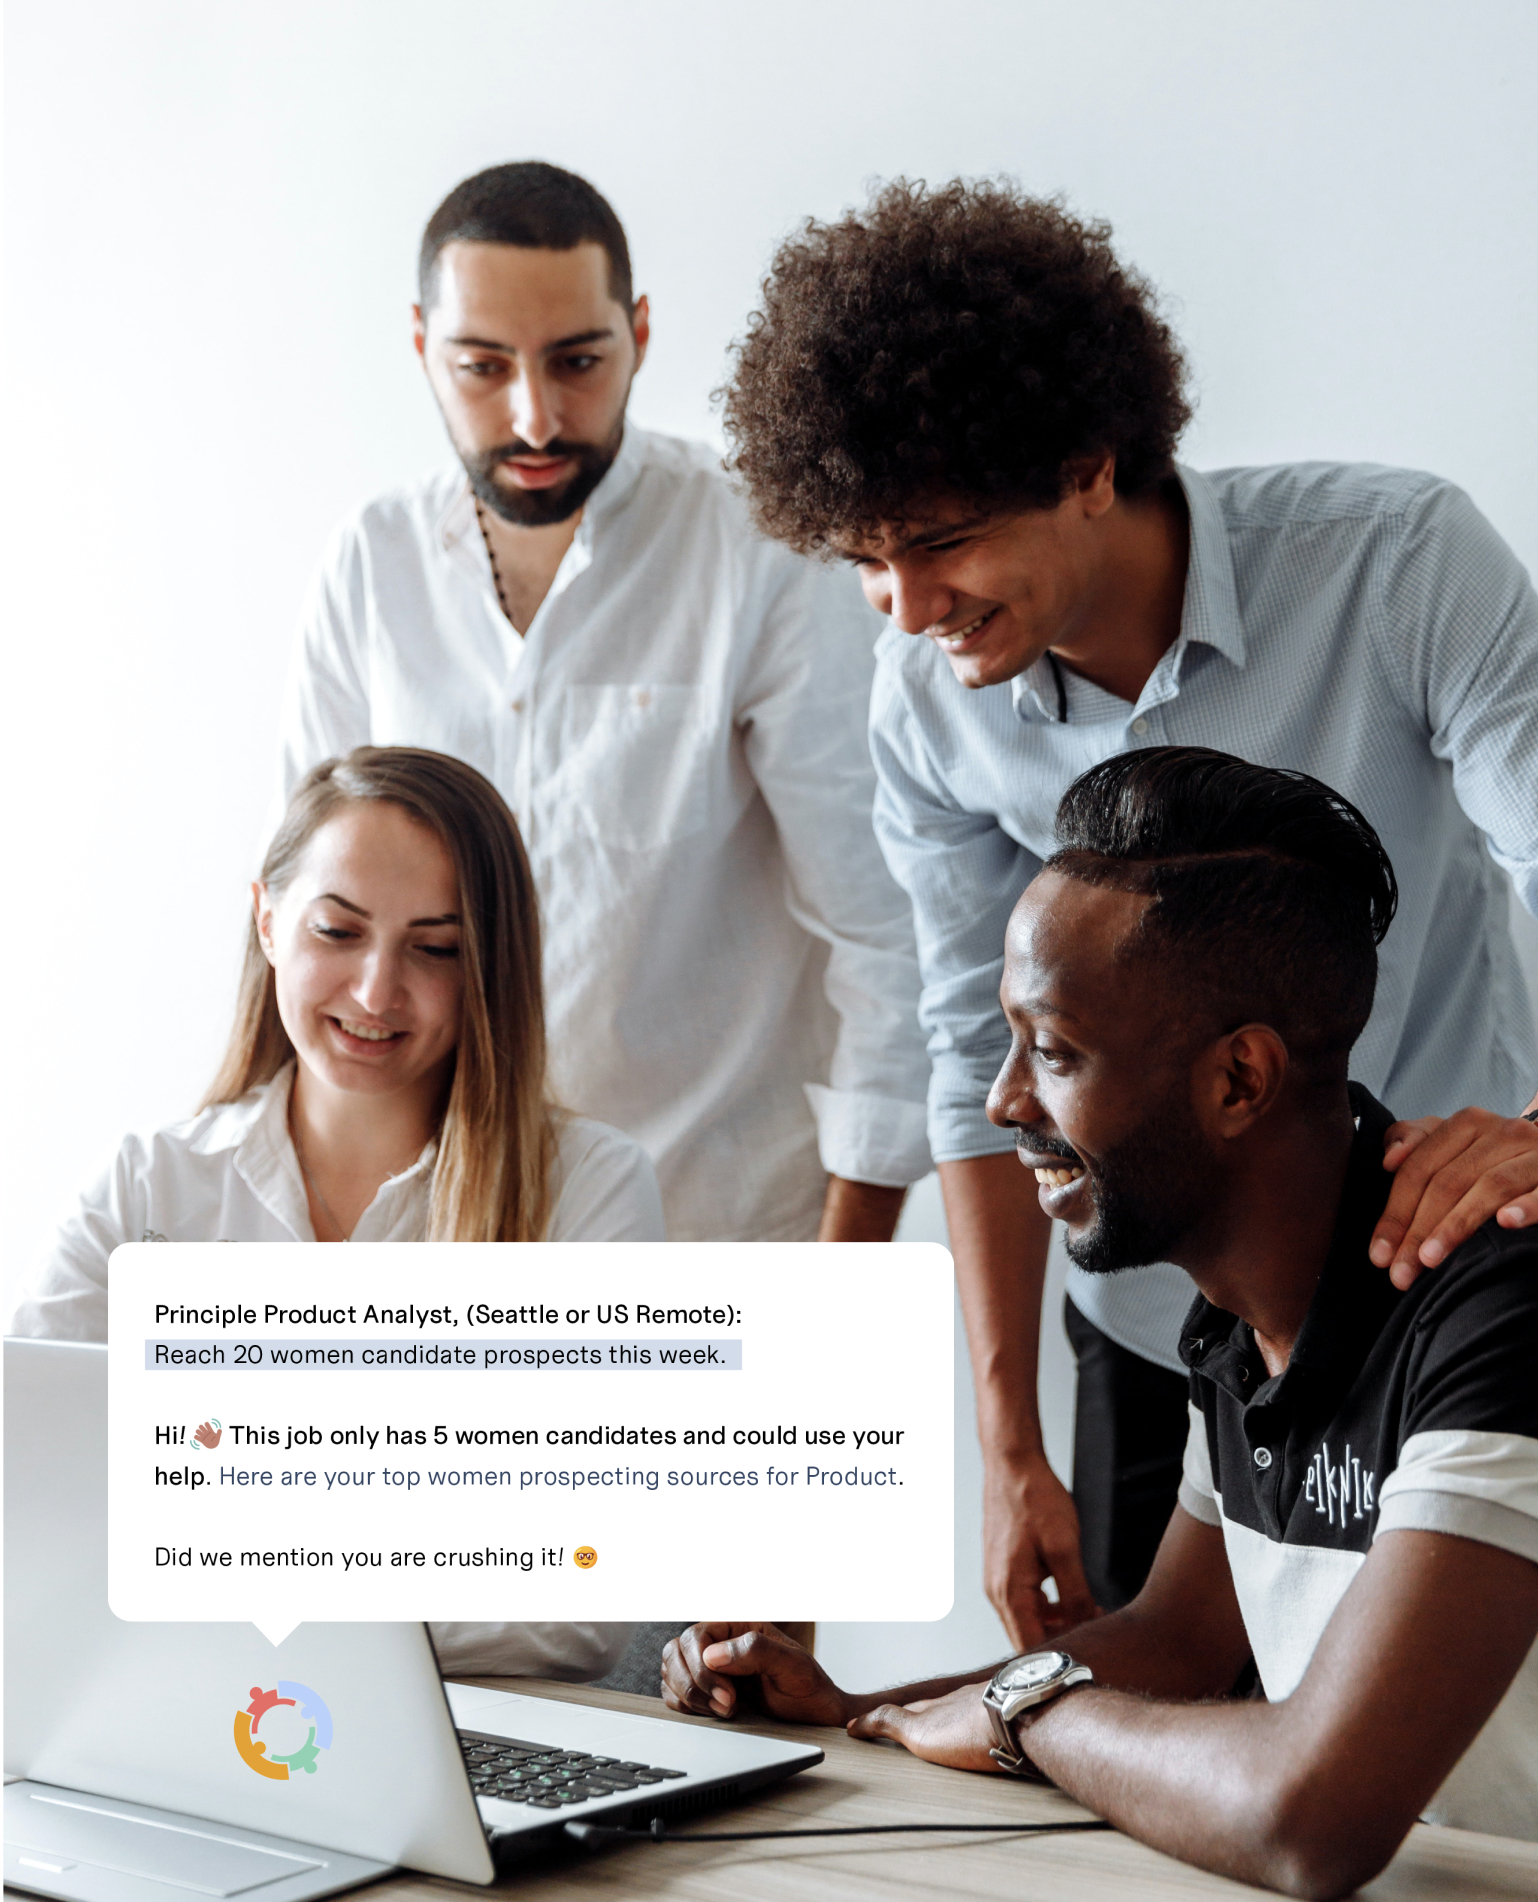 Principle Product Analyst, (Seattle or US Remote):
Reach 20 women candidate prospects this week.
Hi! 👋🏽 This job only has 5 women candidates and could use your
help. Here are your top women prospecting sources for Product.
Did we mention you are crushing it! 🤓